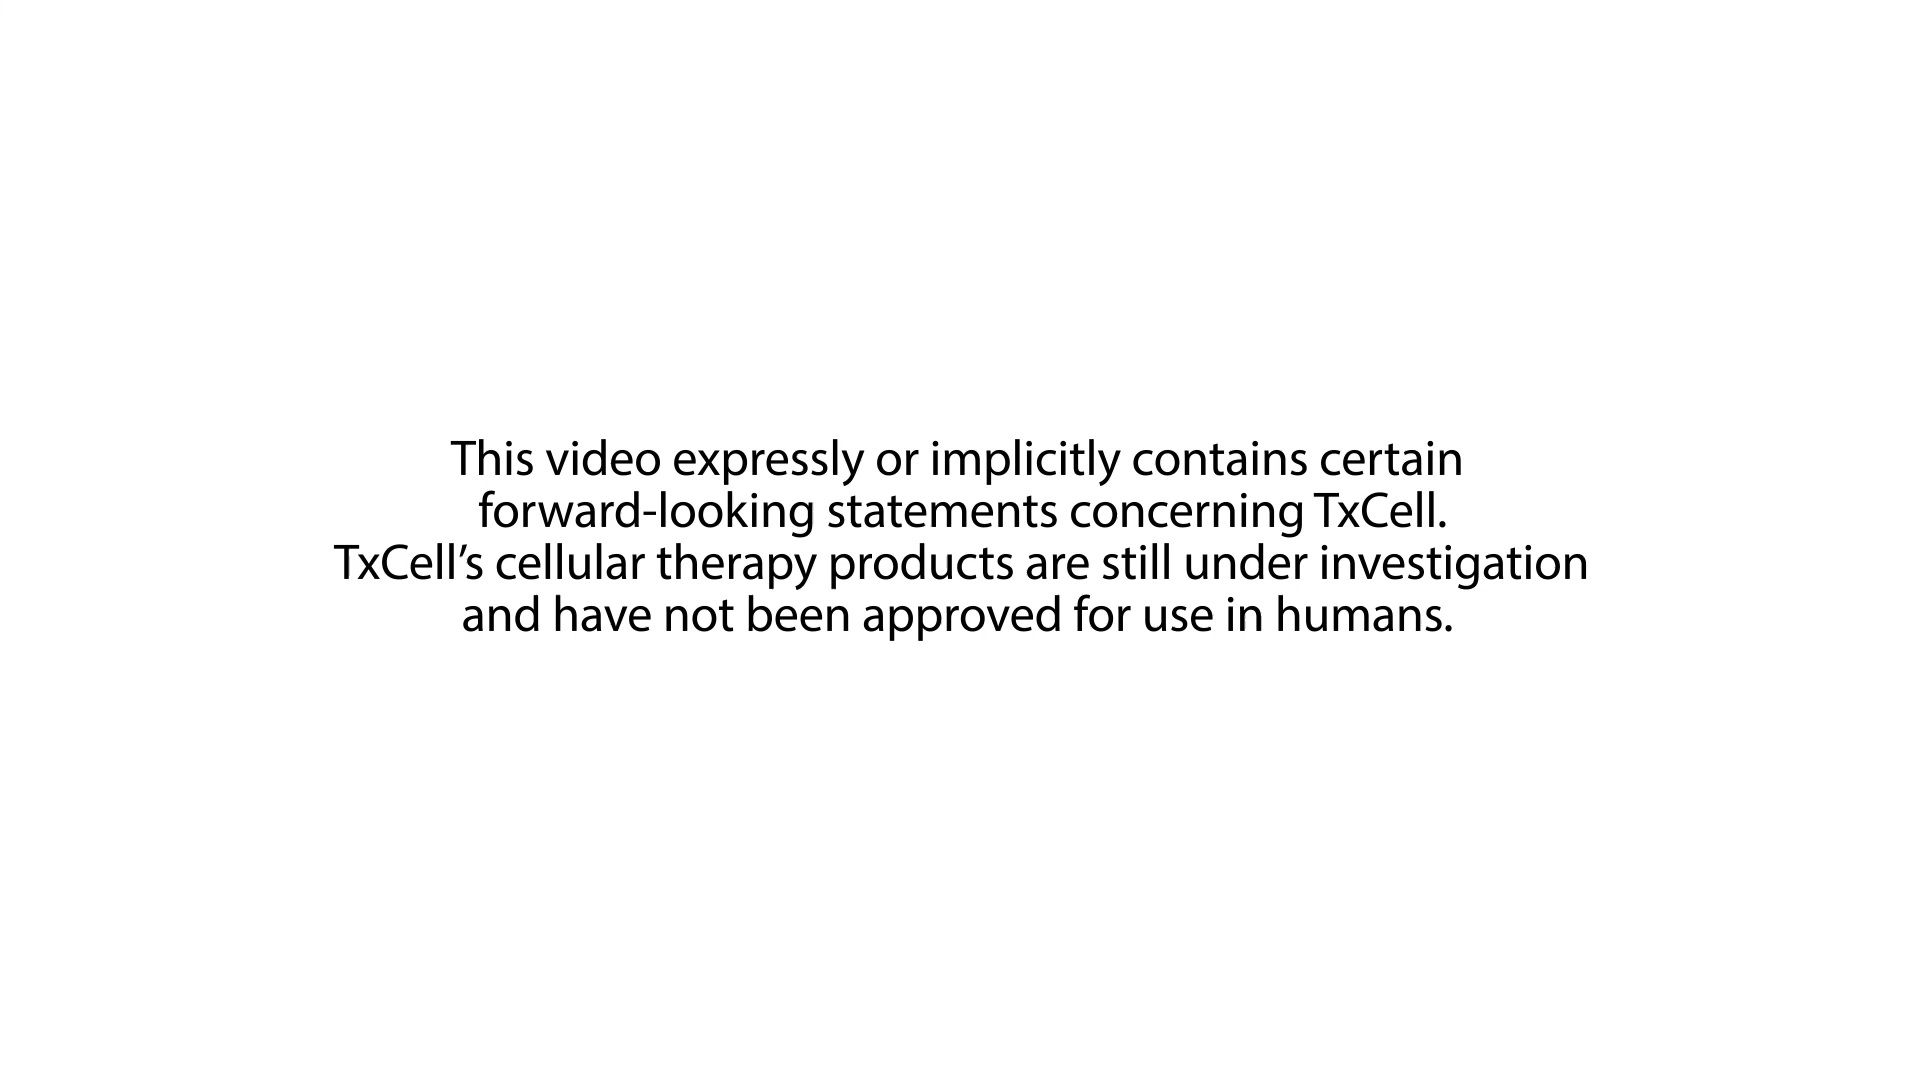 This video expressly or implicitly contains certain
forward-looking statements concerning TxCell.
TxCell’s cellular therapy products are still under investigation
and have not been approved for use in humans.